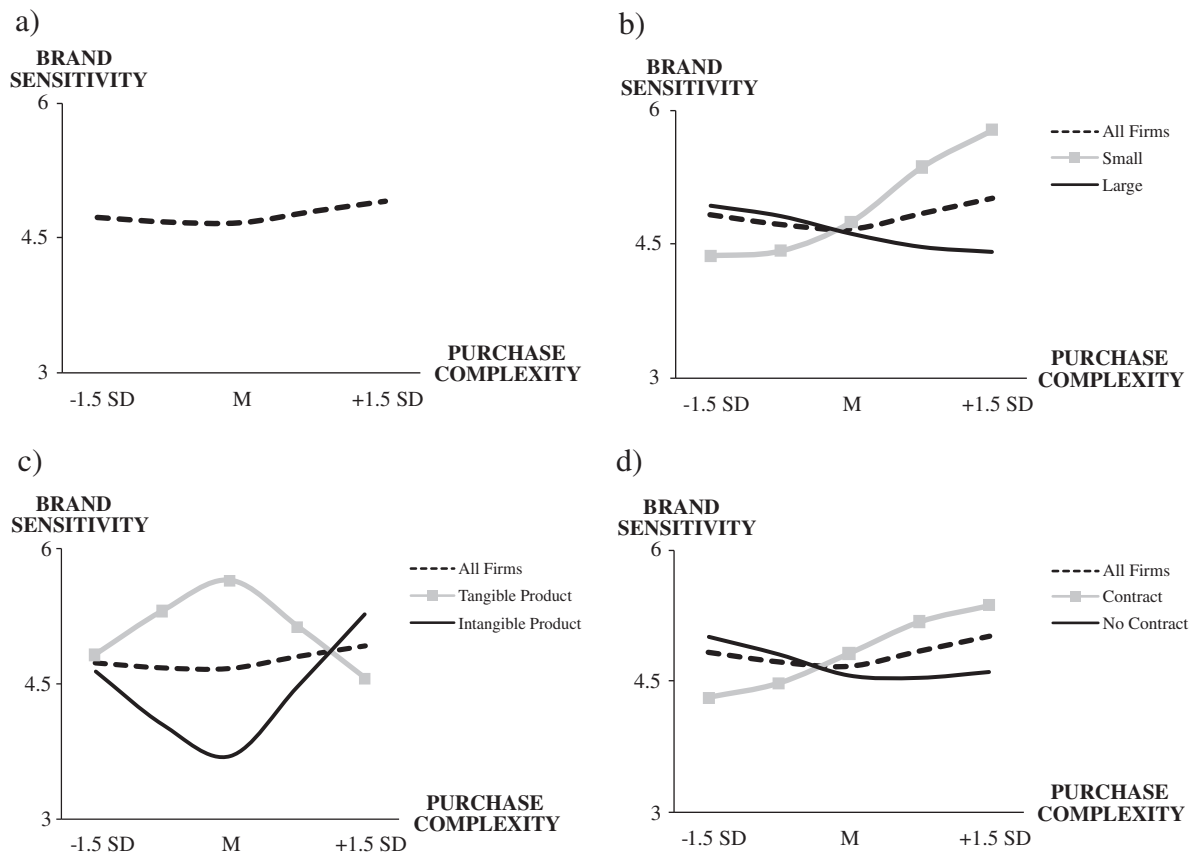 a)
BRAND
SENSITIVITY
6
4.5
3
-1.5 SD
M
+1.5 SD
PURCHASE
COMPLEXITY
b)
BRAND
SENSITIVITY
6
4.5
3
-1.5 SD
M
+1.5 SD
PURCHASE
COMPLEXITY
All Firms
Small
Large
c)
BRAND
SENSITIVITY
6
4.5
3
-1.5 SD
M
+1.5 SD
PURCHASE
COMPLEXITY
All Firms
Tangible Product
Intangible Product
d)
BRAND
SENSITIVITY
6
4.5
3
-1.5 SD
M
+1.5 SD
PURCHASE
COMPLEXITY
All Firms
Contract
No Contract